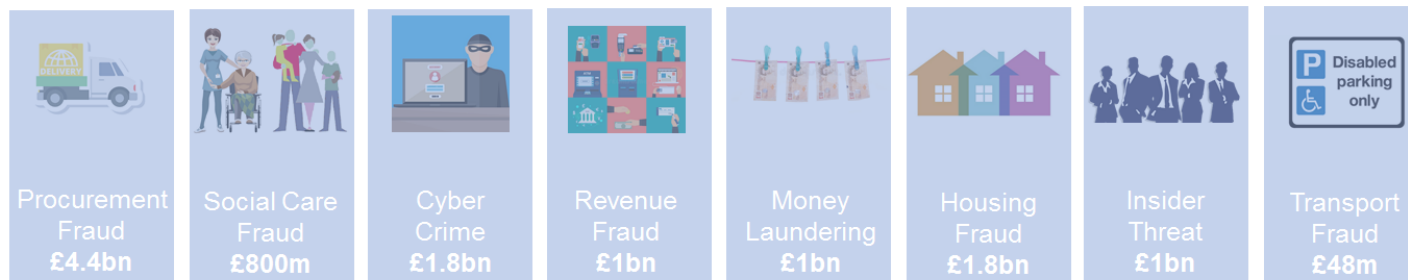 DELIVERY
Procurement
Fraud
£4.4bn
Social Care
Fraud
£800m
Cyber
Crime
£1.8bn
Revenue
Fraud
£1bn
Money
Laundering
£1bn
Housing
Fraud
£1.8bn
Insider
Threat
£1bn
P
Disabled
parking
only
Transport
Fraud
£48m